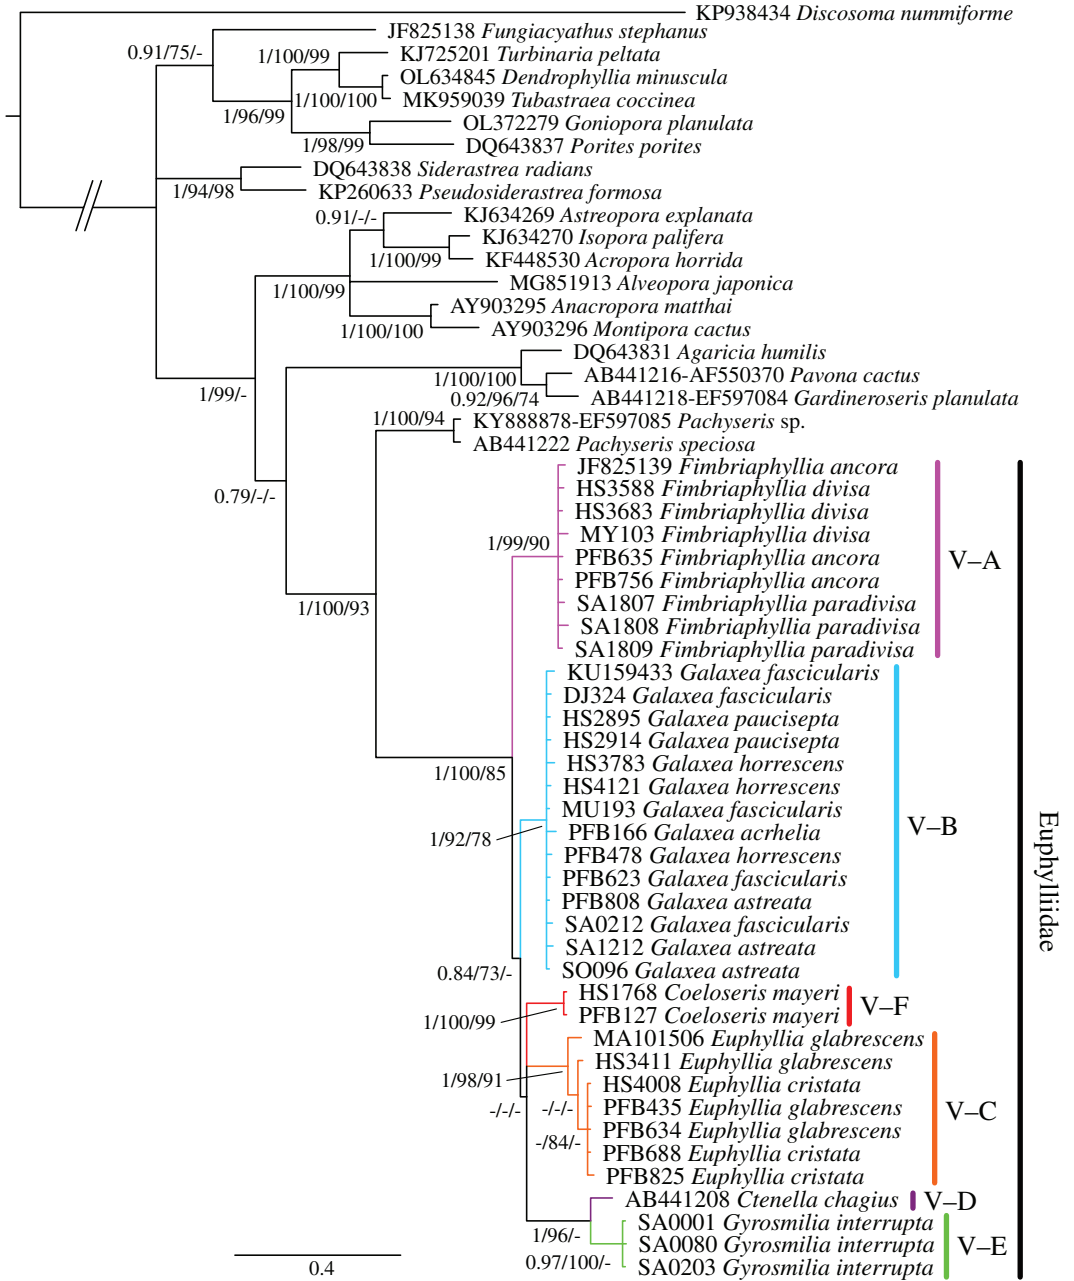 KP938434 Discosoma nummiforme
JF825138 Fungiacyathus stephanus
0.91/75/-
1/100/99
KJ725201 Turbinaria peltata
OL634845 Dendrophyllia minuscula
1/100/100
MK959039 Tubastraea coccinea
1/96/99
OL372279 Goniopora planulata
1/98/99
DQ643837 Porites porites
DQ643838 Siderastrea radians
1/94/98
KP260633 Pseudosiderastrea formosa
0.91/-/-
KJ634269 Astreopora explanata
KJ634270 Isopora palifera
1/100/99
KF448530 Acropora horrida
1/100/99
MG851913 Alveopora japonica
AY903295 Anacropora matthai
1/100/100
AY903296 Montipora cactus
DQ643831 Agaricia humilis
1/100/100
AB441216-AF550370 Pavona cactus
1/99/-
0.92/96/74
AB441218-EF597084 Gardineroseris planulata
1/100/94
KY888878-EF597085 Pachyseris sp.
AB441222 Pachyseris speciosa
JF825139 Fimbriaphyllia ancora
HS3588 Fimbriaphyllia divisa
0.79/-/-
HS3683 Fimbriaphyllia divisa
MY103 Fimbriaphyllia divisa
1/99/90
PFB635 Fimbriaphyllia ancora
V–A
PFB756 Fimbriaphyllia ancora
SA1807 Fimbriaphyllia paradivisa
1/100/93
SA1808 Fimbriaphyllia paradivisa
SA1809 Fimbriaphyllia paradivisa
KU159433 Galaxea fascicularis
DJ324 Galaxea fascicularis
HS2895 Galaxea paucisepta
HS2914 Galaxea paucisepta
1/100/85
HS3783 Galaxea horrescens
HS4121 Galaxea horrescens
MU193 Galaxea fascicularis
1/92/78
PFB166 Galaxea acrhelia
V–B
PFB478 Galaxea horrescens
PFB623 Galaxea fascicularis
PFB808 Galaxea astreata
Euphylliidae
SA0212 Galaxea fascicularis
SA1212 Galaxea astreata
0.84/73/-
SO096 Galaxea astreata
HS1768 Coeloseris mayeri
V–F
1/100/99
PFB127 Coeloseris mayeri
MA101506 Euphyllia glabrescens
HS3411 Euphyllia glabrescens
1/98/91
HS4008 Euphyllia cristata
-/-/-
-/-/-
PFB435 Euphyllia glabrescens
V–C
PFB634 Euphyllia glabrescens
-/84/-
PFB688 Euphyllia cristata
PFB825 Euphyllia cristata
AB441208 Ctenella chagius
V–D
SA0001 Gyrosmilia interrupta
1/96/-
SA0080 Gyrosmilia interrupta
V–E
0.97/100/-
SA0203 Gyrosmilia interrupta
0.4